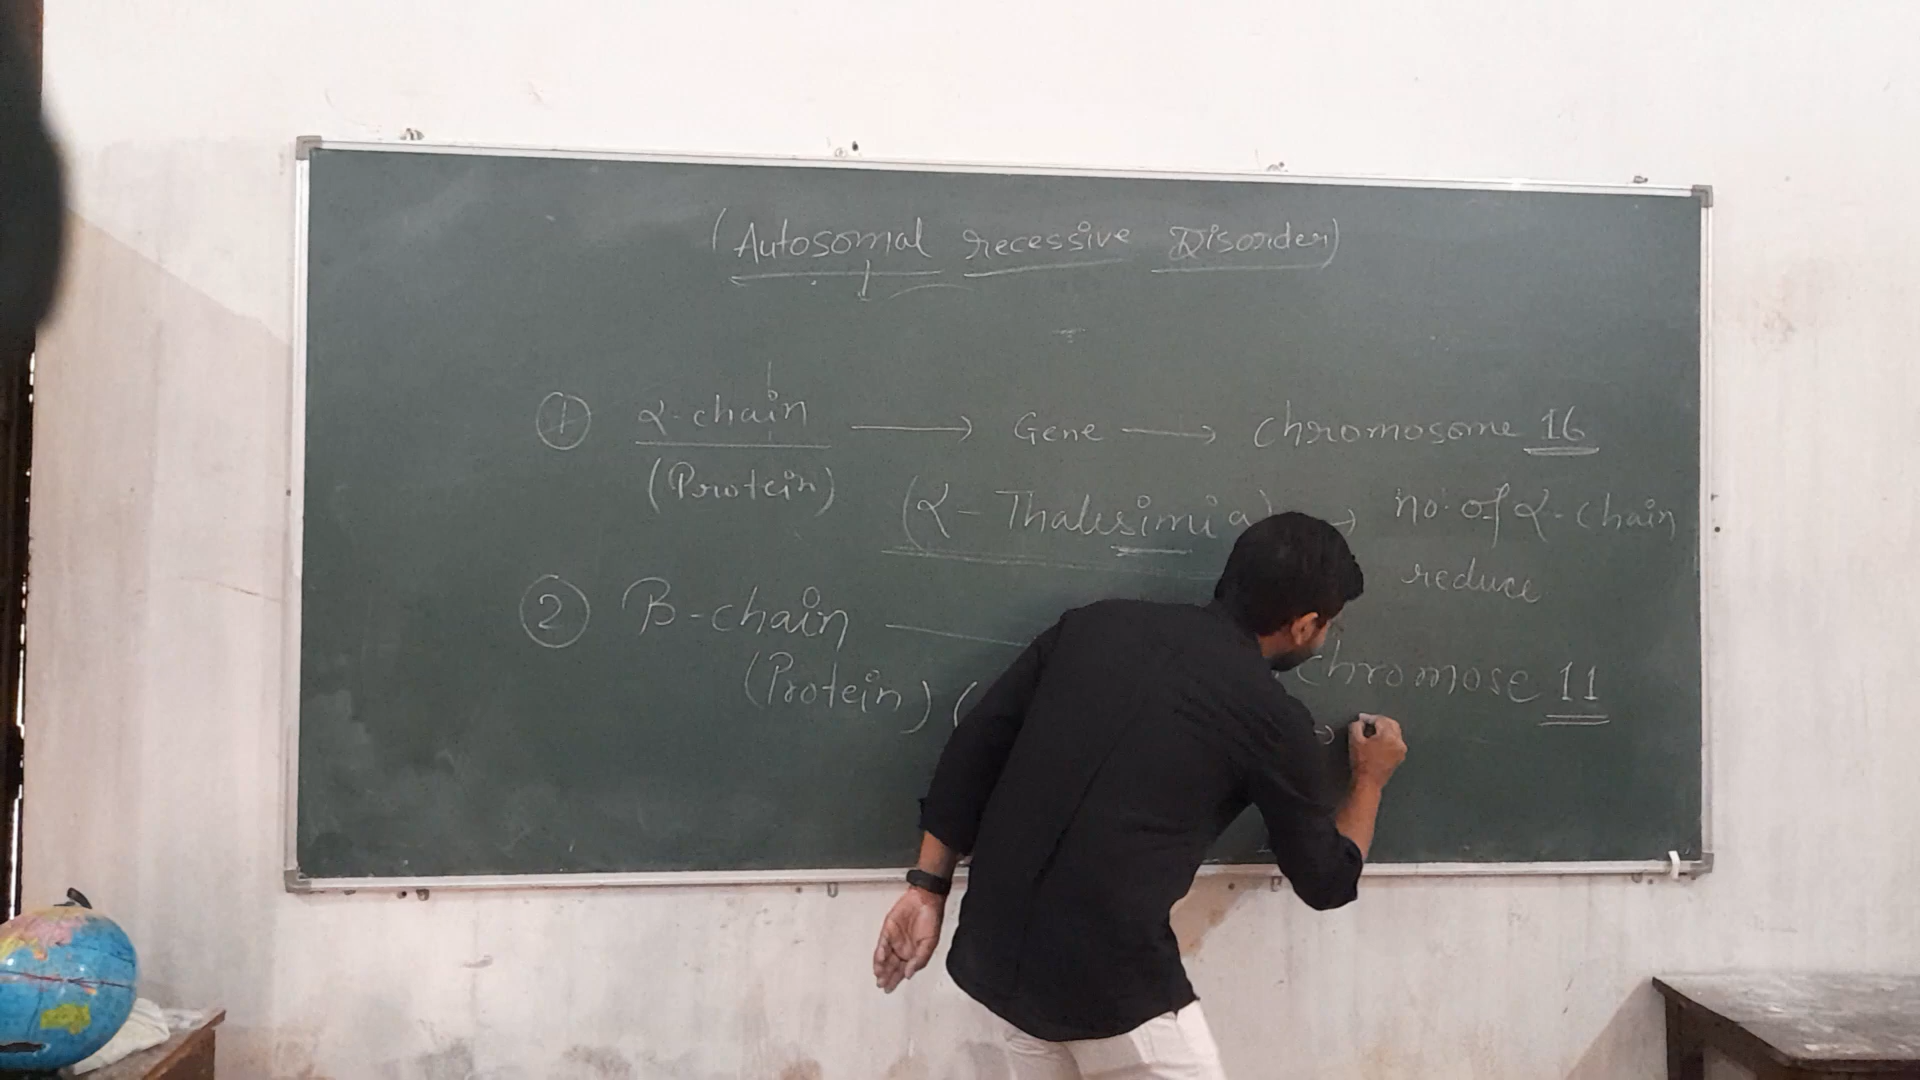 (Autosomal recessive Disorder)
① α-chain ⟶ Gene ⟶ Chromosome 16
(Protein)
(α-Thalesimia) → no. of α-chain
reduce
② B-chain
chromose 11
(Protein) ( →